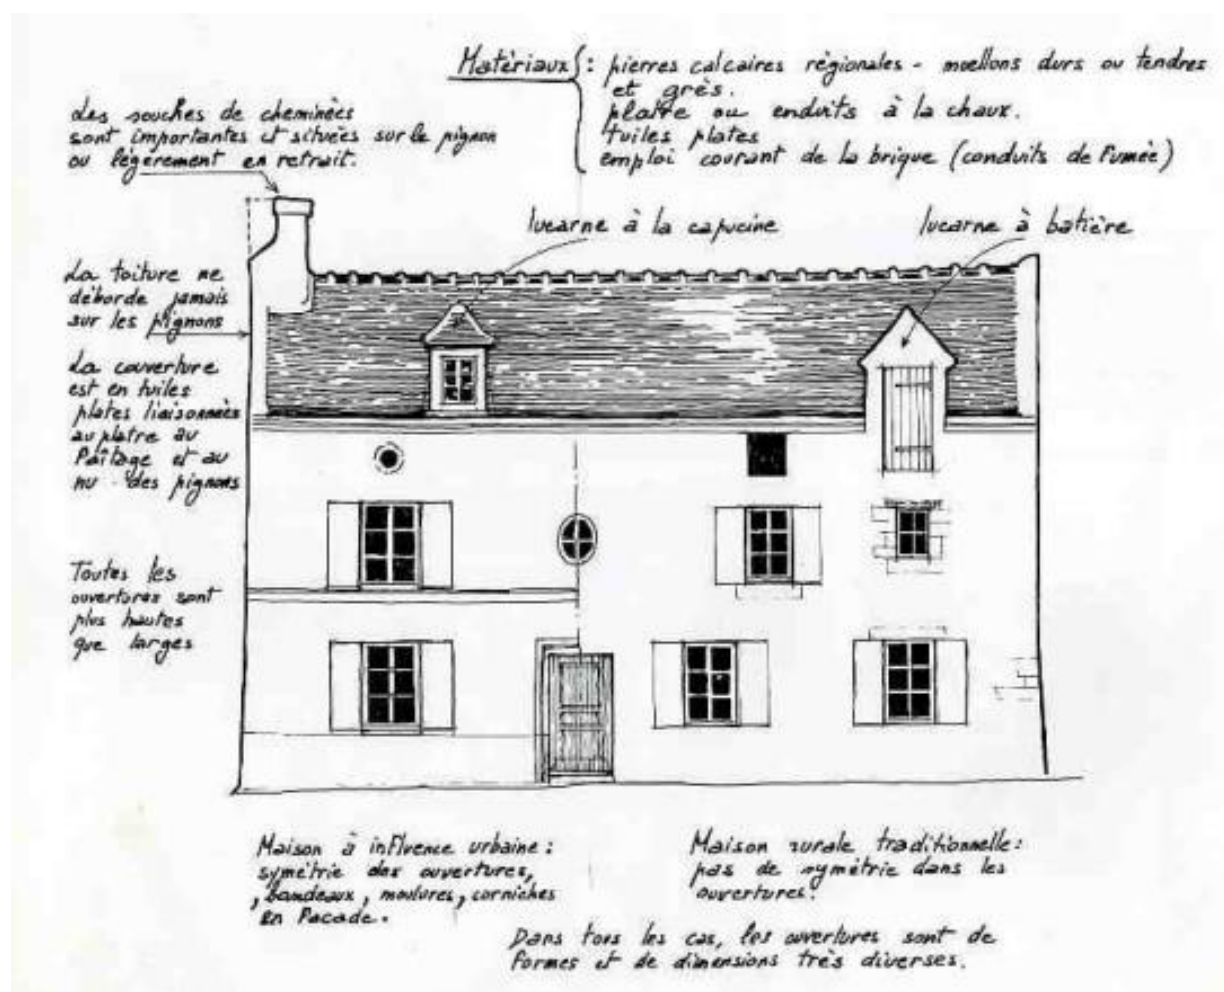 Matériaux : pierres calcaires régionales - moellons durs ou tendres
et grès.
platre ou enduits à la chaux.
tuiles plates
emploi courant de la brique (conduits de fumée)
Les souches de cheminées
sont importantes et situées sur le pignon
ou légèrement en retrait.
lucarne à la capucine
lucarne à batière
La toiture ne
déborde jamais
sur les pignons
La couverture
est en tuiles
plates liaisonnées
au platre au
faîtage et au
nu des pignons
Toutes les
ouvertures sont
plus hautes
que larges
Maison à influence urbaine :
symétrie des ouvertures,
, bandeaux, moulures, corniches
en facade.
Maison rurale traditionnelle :
pas de symétrie dans les
ouvertures.
Dans tous les cas, les ouvertures sont de
formes et de dimensions très diverses.